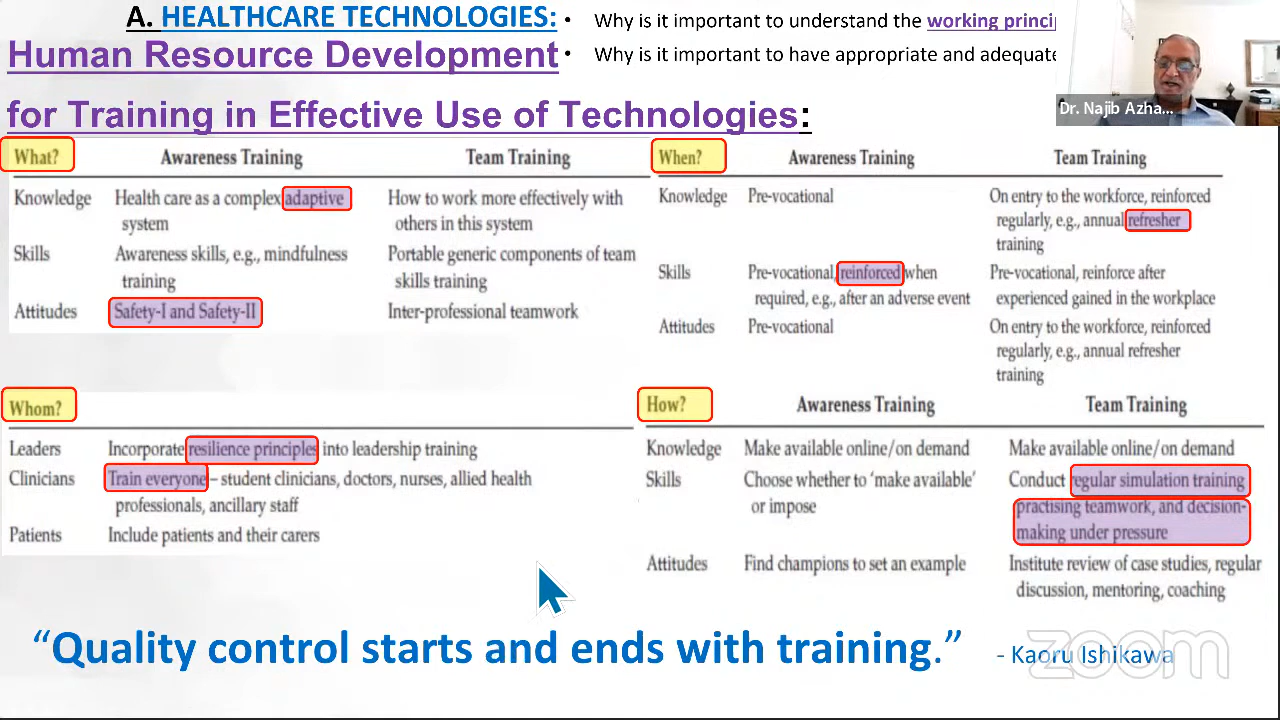 A. HEALTHCARE TECHNOLOGIES:
• Why is it important to understand the working princi
Human Resource Development
• Why is it important to have appropriate and adequate
for Training in Effective Use of Technologies:
Dr. Najib Azha...
What? Awareness Training Team Training
Knowledge Health care as a complex adaptive How to work more effectively with
system others in this system
Skills Awareness skills, e.g., mindfulness Portable generic components of team
training skills training
Attitudes Safety-I and Safety-II Inter-professional teamwork
When? Awareness Training Team Training
Knowledge Pre-vocational On entry to the workforce, reinforced
regularly, e.g., annual refresher
training
Skills Pre-vocational, reinforced when Pre-vocational, reinforce after
required, e.g., after an adverse event experienced gained in the workplace
Attitudes Pre-vocational On entry to the workforce, reinforced
regularly, e.g., annual refresher
training
Whom?
Leaders Incorporate resilience principles into leadership training
Clinicians Train everyone – student clinicians, doctors, nurses, allied health
professionals, ancillary staff
Patients Include patients and their carers
How? Awareness Training Team Training
Knowledge Make available online/on demand Make available online/on demand
Skills Choose whether to ‘make available’ Conduct regular simulation training
or impose practising teamwork, and decision-
making under pressure
Attitudes Find champions to set an example Institute review of case studies, regular
discussion, mentoring, coaching
“Quality control starts and ends with training.” - Kaoru Ishikawa
zoom